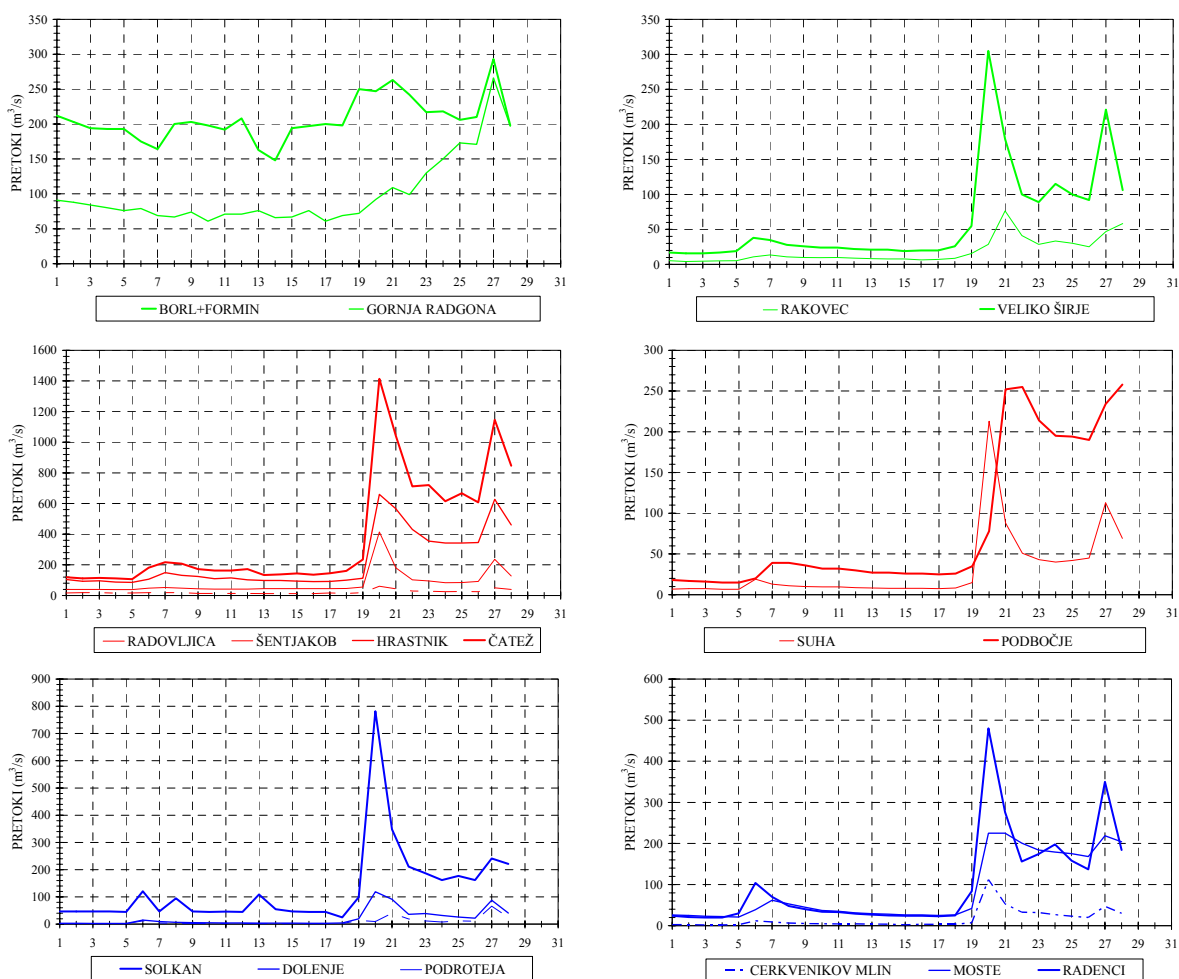 PRETOKI (m³/s)
350
300
250
200
150
100
50
0
1 3 5 7 9 11 13 15 17 19 21 23 25 27 29 31
BORL+FORMIN GORNJA RADGONA
PRETOKI (m³/s)
350
300
250
200
150
100
50
0
1 3 5 7 9 11 13 15 17 19 21 23 25 27 29 31
RAKOVEC VELIKO ŠIRJE
PRETOKI (m³/s)
1600
1400
1200
1000
800
600
400
200
0
1 3 5 7 9 11 13 15 17 19 21 23 25 27 29 31
RADOVLJICA ŠENTJAKOB HRASTNIK ČATEŽ
PRETOKI (m³/s)
300
250
200
150
100
50
0
1 3 5 7 9 11 13 15 17 19 21 23 25 27 29 31
SUHA PODBOČJE
PRETOKI (m³/s)
900
800
700
600
500
400
300
200
100
0
1 3 5 7 9 11 13 15 17 19 21 23 25 27 29 31
SOLKAN DOLENJE PODROTEJA
PRETOKI (m³/s)
600
500
400
300
200
100
0
1 3 5 7 9 11 13 15 17 19 21 23 25 27 29 31
CERKVENIKOV MLIN MOSTE RADENCI